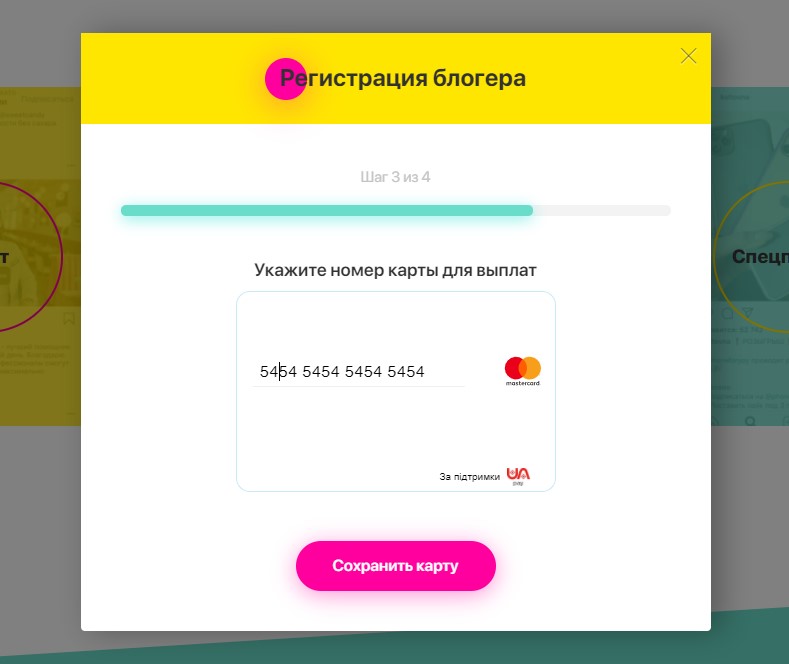 Регистрация блогера
Шаг 3 из 4
Укажите номер карты для выплат
5454 5454 5454 5454
mastercard
За підтримки UA
pay
Сохранить карту
т
Спецп